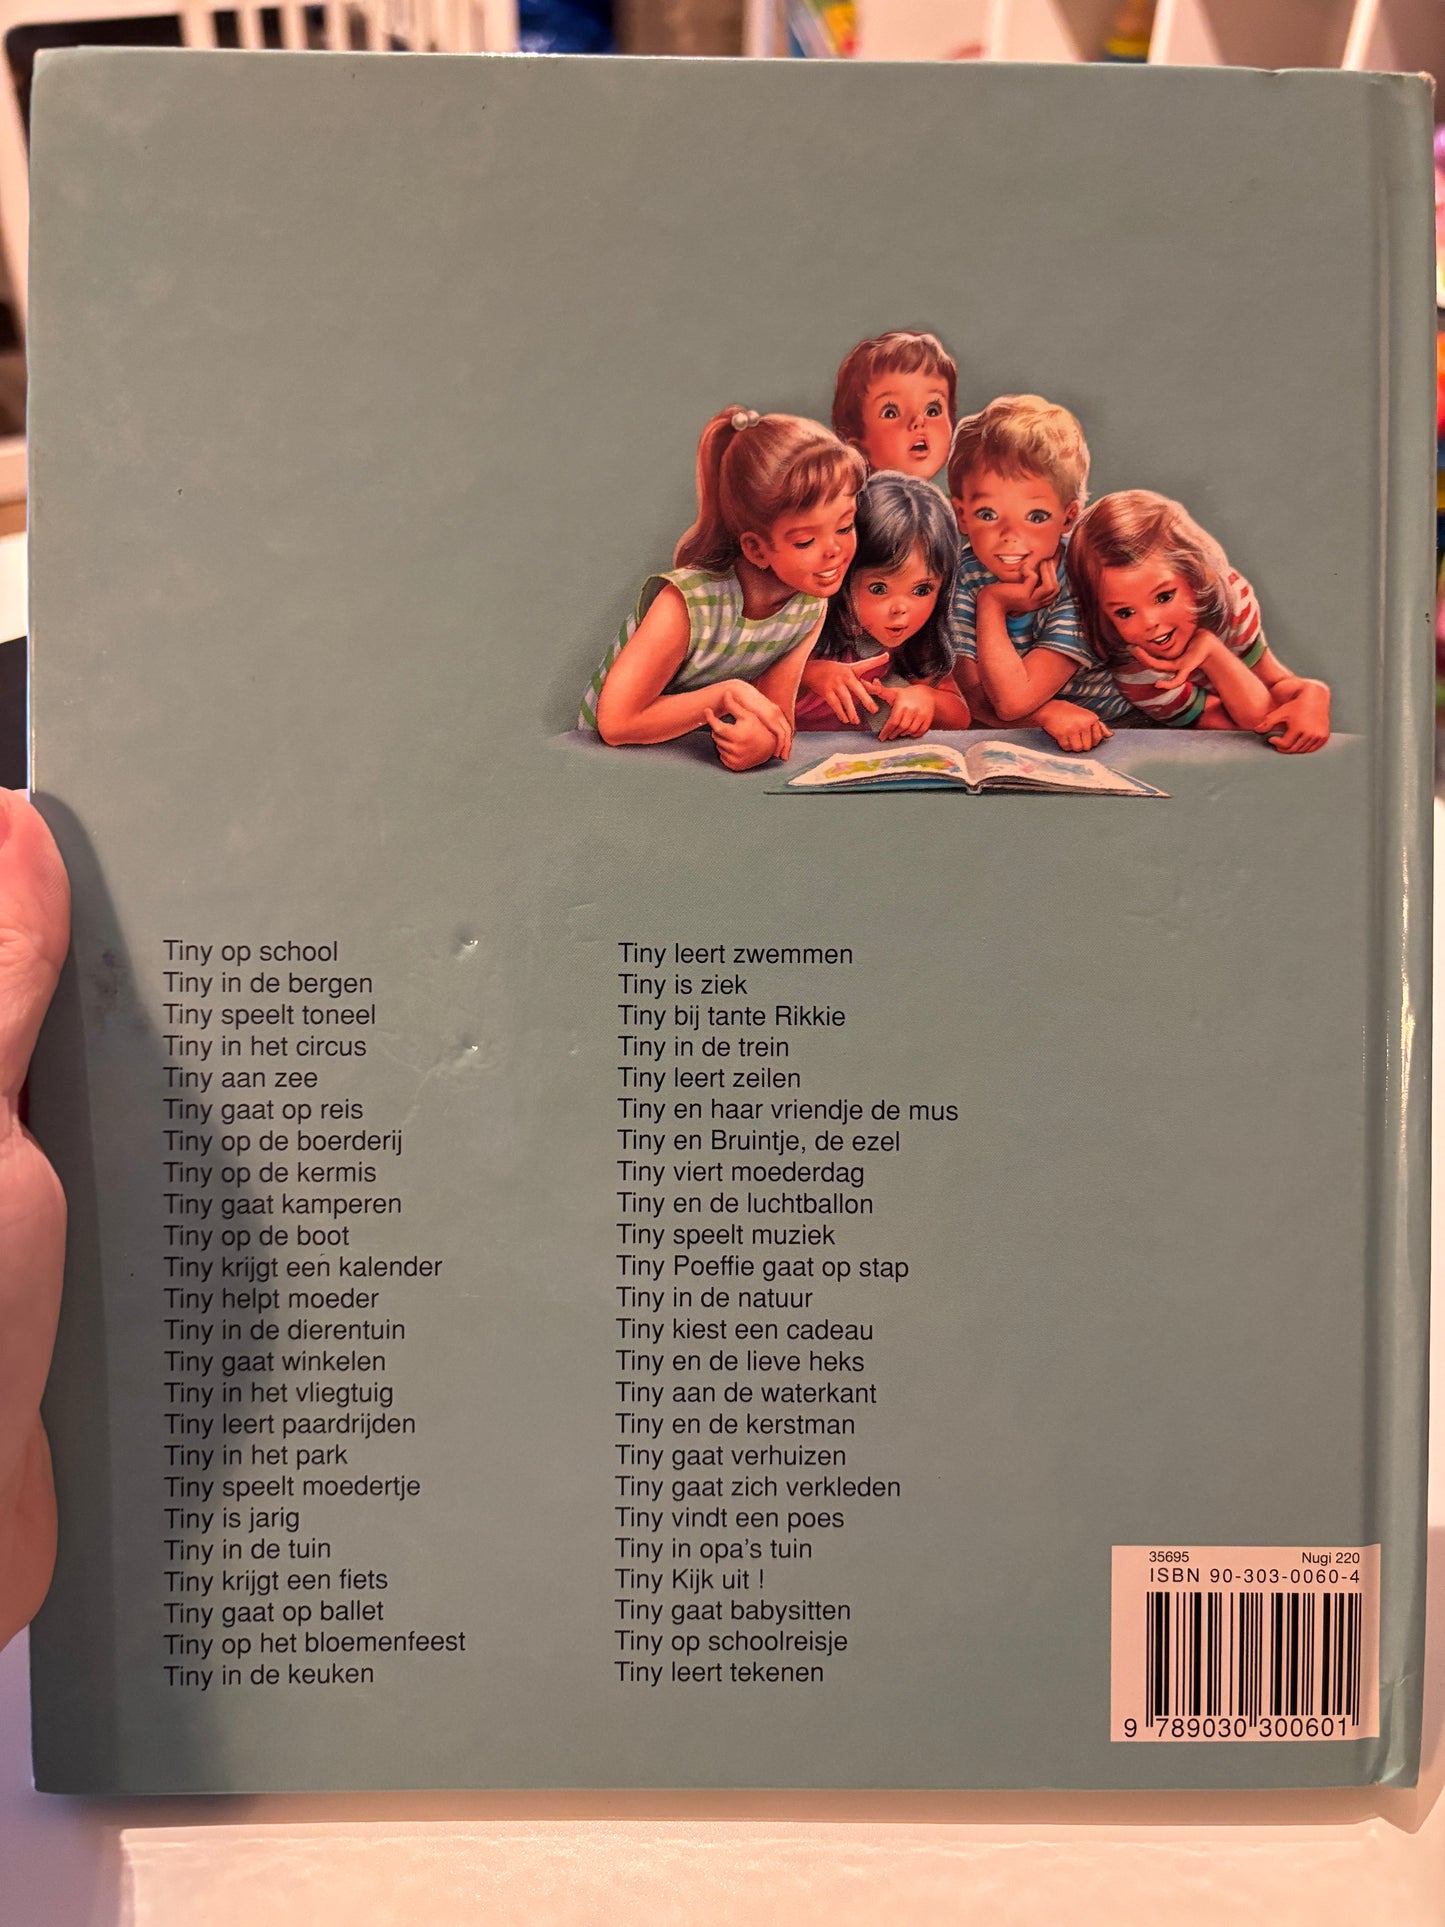 Tiny op school
Tiny in de bergen
Tiny speelt toneel
Tiny in het circus
Tiny aan zee
Tiny gaat op reis
Tiny op de boerderij
Tiny op de kermis
Tiny gaat kamperen
Tiny op de boot
Tiny krijgt een kalender
Tiny helpt moeder
Tiny in de dierentuin
Tiny gaat winkelen
Tiny in het vliegtuig
Tiny leert paardrijden
Tiny in het park
Tiny speelt moedertje
Tiny is jarig
Tiny in de tuin
Tiny krijgt een fiets
Tiny gaat op ballet
Tiny op het bloemenfeest
Tiny in de keuken
Tiny leert zwemmen
Tiny is ziek
Tiny bij tante Rikkie
Tiny in de trein
Tiny leert zeilen
Tiny en haar vriendje de mus
Tiny en Bruintje, de ezel
Tiny viert moederdag
Tiny en de luchtballon
Tiny speelt muziek
Tiny Poeffie gaat op stap
Tiny in de natuur
Tiny kiest een cadeau
Tiny en de lieve heks
Tiny aan de waterkant
Tiny en de kerstman
Tiny gaat verhuizen
Tiny gaat zich verkleden
Tiny vindt een poes
Tiny in opa's tuin
Tiny Kijk uit !
Tiny gaat babysitten
Tiny op schoolreisje
Tiny leert tekenen
35695 Nugi 220
ISBN 90-303-0060-4
9 789030 300601